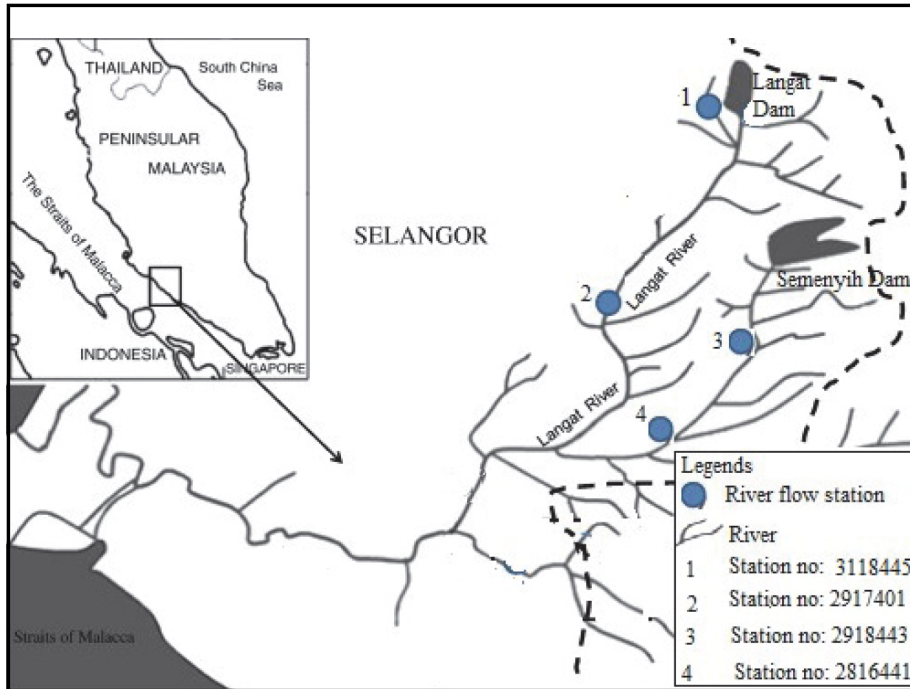 THAILAND
South China
Sea
PENINSULAR
MALAYSIA
The Straits of Malacca
INDONESIA
SINGAPORE
SELANGOR
1
Langat
Dam
Semenyih Dam
Langat River
2
3
Langat River
4
Straits of Malacca
Legends
River flow station
River
1 Station no: 3118445
2 Station no: 2917401
3 Station no: 2918443
4 Station no: 2816441